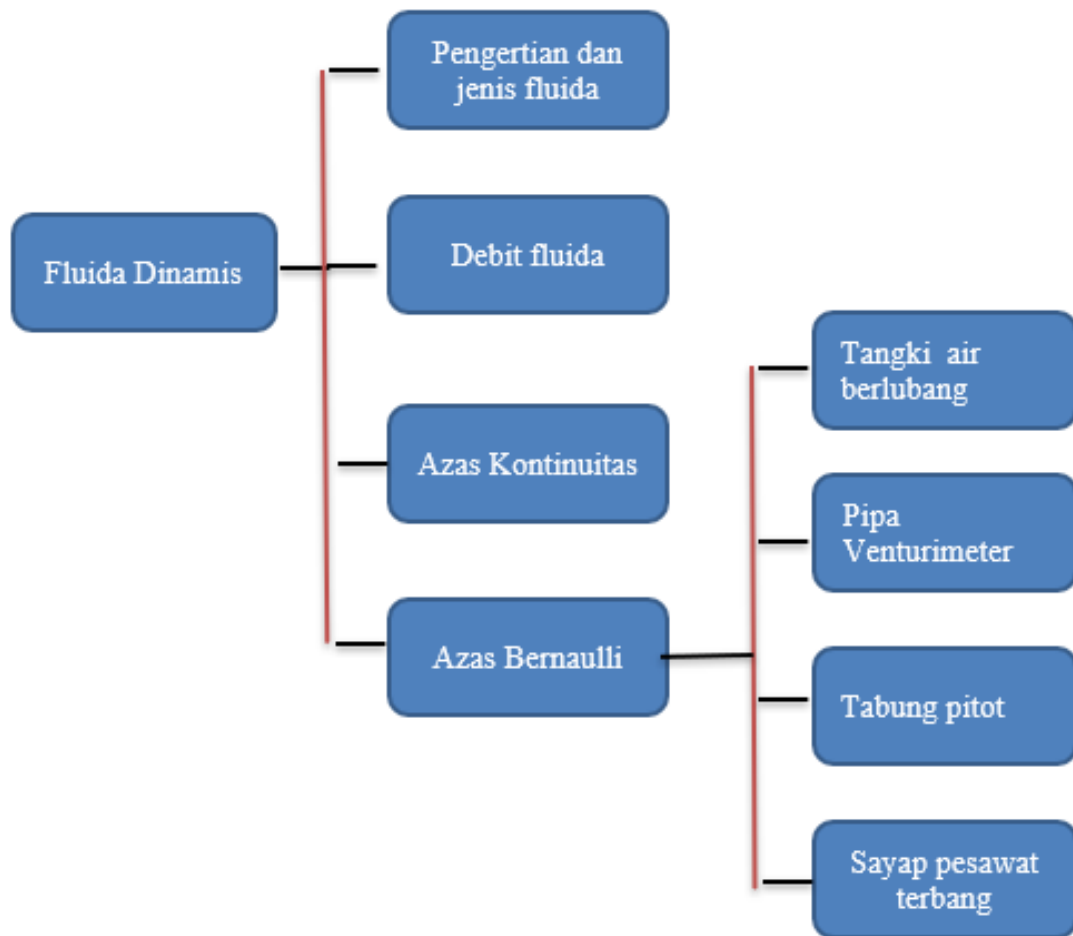 Pengertian dan
jenis fluida
Fluida Dinamis
Debit fluida
Azas Kontinuitas
Azas Bernaulli
Tangki air
berlubang
Pipa
Venturimeter
Tabung pitot
Sayap pesawat
terbang